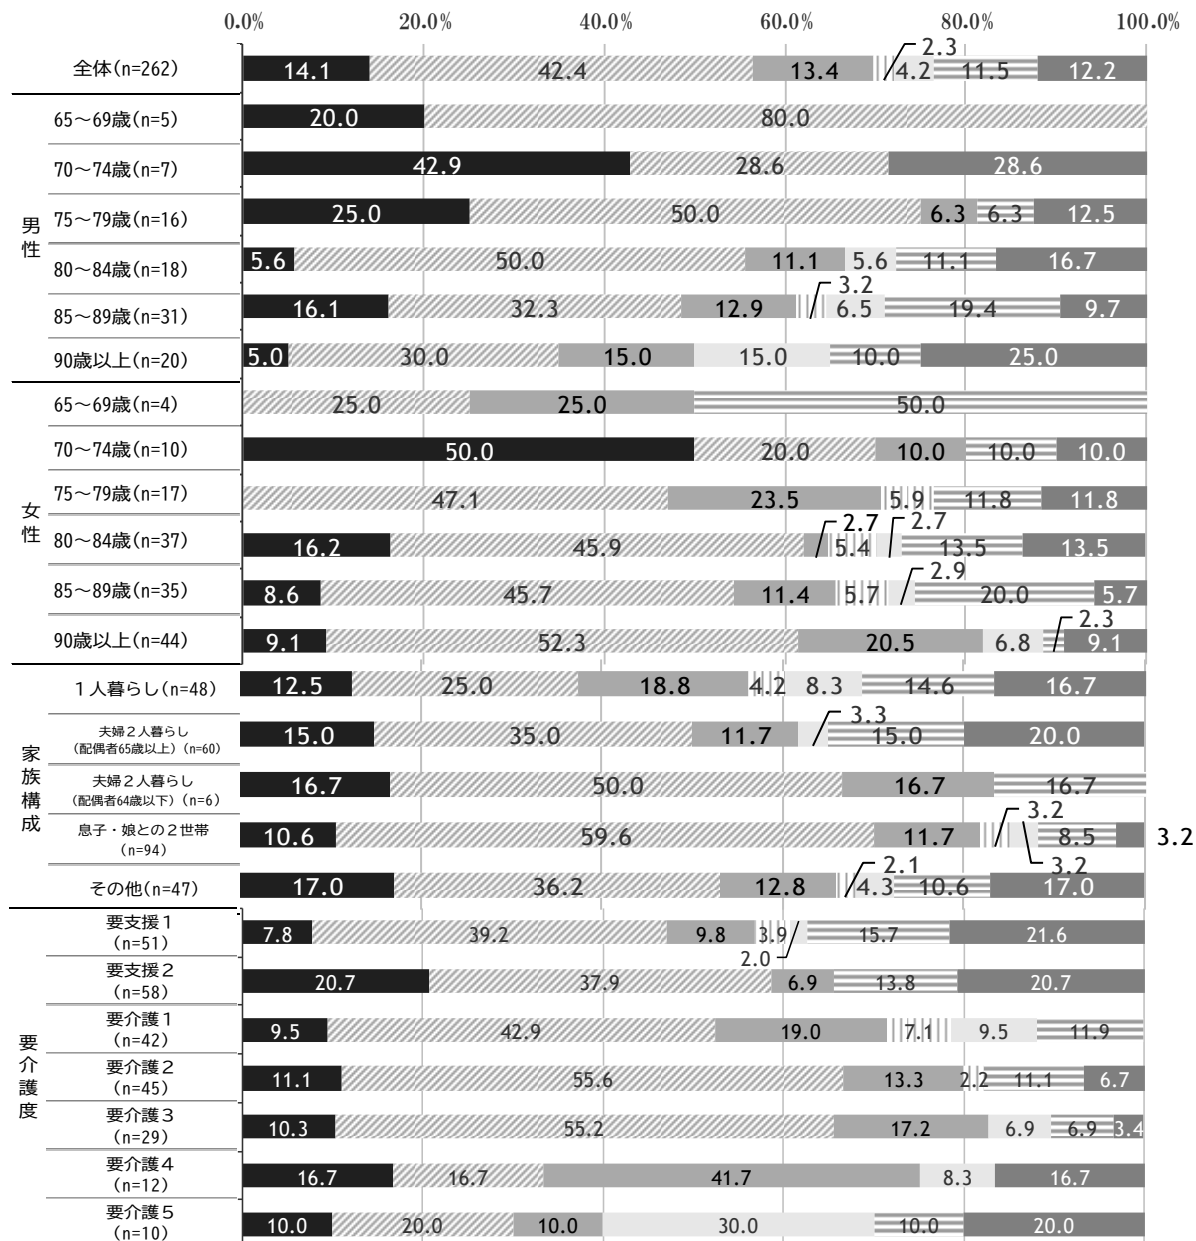 0.0% 20.0% 40.0% 60.0% 80.0% 100.0%
2.3
全体(n=262) 14.1 42.4 13.4 4.2 11.5 12.2
男性
65～69歳(n=5) 20.0 80.0
70～74歳(n=7) 42.9 28.6 28.6
75～79歳(n=16) 25.0 50.0 6.3 6.3 12.5
80～84歳(n=18) 5.6 50.0 11.1 5.6 11.1 16.7
3.2
85～89歳(n=31) 16.1 32.3 12.9 6.5 19.4 9.7
90歳以上(n=20) 5.0 30.0 15.0 15.0 10.0 25.0
女性
65～69歳(n=4) 25.0 25.0 50.0
70～74歳(n=10) 50.0 20.0 10.0 10.0 10.0
75～79歳(n=17) 47.1 23.5 5.9 11.8 11.8
2.7 2.7
80～84歳(n=37) 16.2 45.9 5.4 13.5 13.5
2.9
85～89歳(n=35) 8.6 45.7 11.4 5.7 20.0 5.7
2.3
90歳以上(n=44) 9.1 52.3 20.5 6.8 9.1
家族構成
１人暮らし(n=48) 12.5 25.0 18.8 4.2 8.3 14.6 16.7
3.3
夫婦２人暮らし
(配偶者65歳以上)(n=60) 15.0 35.0 11.7 15.0 20.0
夫婦２人暮らし
(配偶者64歳以下)(n=6) 16.7 50.0 16.7 16.7
3.2
息子・娘との２世帯
(n=94) 10.6 59.6 11.7 8.5 3.2
3.2
2.1
その他(n=47) 17.0 36.2 12.8 4.3 10.6 17.0
要介護度
要支援１
(n=51) 7.8 39.2 9.8 3.9 15.7 21.6
2.0
要支援２
(n=58) 20.7 37.9 6.9 13.8 20.7
要介護１
(n=42) 9.5 42.9 19.0 7.1 9.5 11.9
要介護２
(n=45) 11.1 55.6 13.3 2.2 11.1 6.7
要介護３
(n=29) 10.3 55.2 17.2 6.9 6.9 3.4
要介護４
(n=12) 16.7 16.7 41.7 8.3 16.7
要介護５
(n=10) 10.0 20.0 10.0 30.0 10.0 20.0